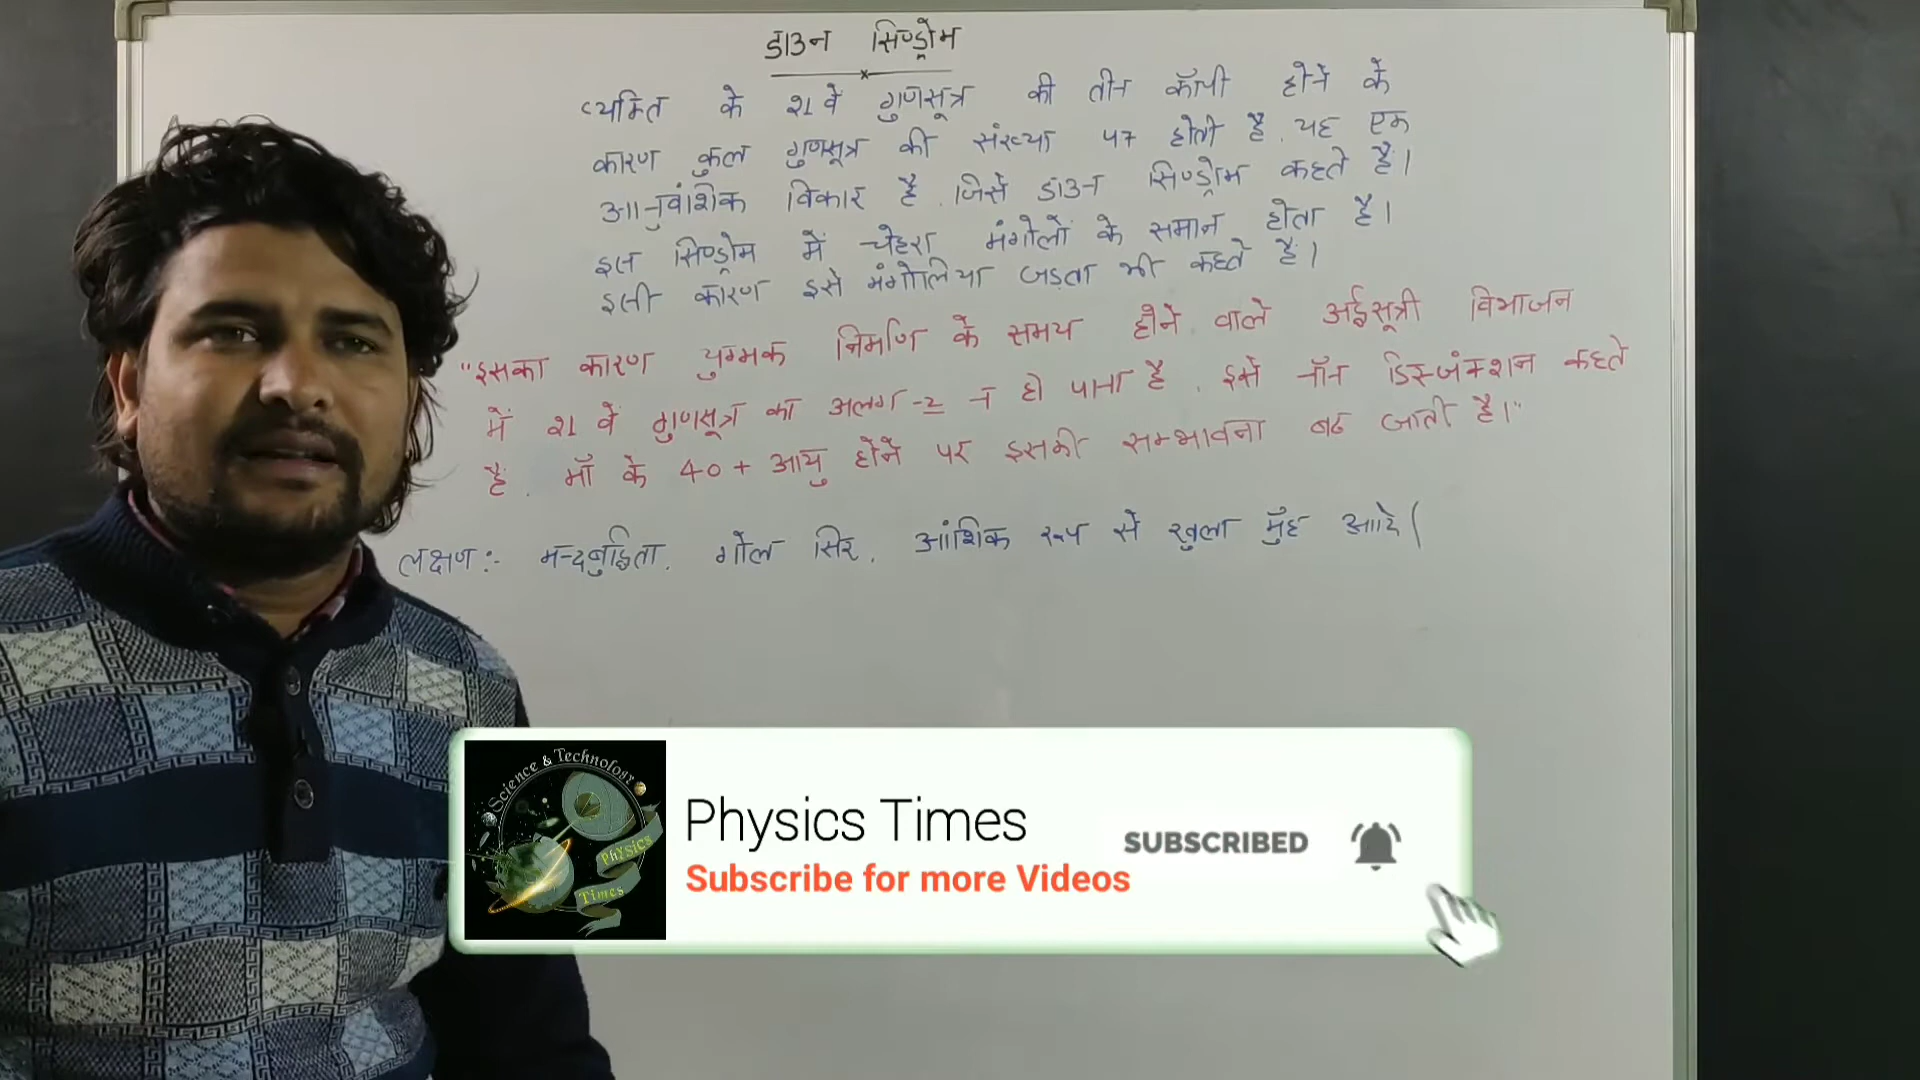 डाउन सिण्ड्रोम
व्यक्ति के 21 वें गुणसूत्र की तीन कॉपी होने के
कारण कुल गुणसूत्र की संख्या 47 होती है. यह एक
आनुवांशिक विकार है. जिसे डाउन सिण्ड्रोम कहते हैं।
इस सिण्ड्रोम में चेहरा मंगोलों के समान होता है।
इसी कारण इसे मंगोलिया जड़ता भी कहते हैं।
"इसका कारण युग्मक निर्माण के समय होने वाले अर्द्धसूत्री विभाजन
में 21 वें गुणसूत्र का अलग-2 न हो पाना है. इसे नॉन डिस्जंक्शन कहते
हैं. माँ के 40+ आयु होने पर इसकी सम्भावना बढ जाती है।"
लक्षण:- मन्दबुद्धिता. गोल सिर. आंशिक रूप से खुला मुँह आदि।
Science & Technology
Physics
Times
Physics Times
Subscribe for more Videos
SUBSCRIBED